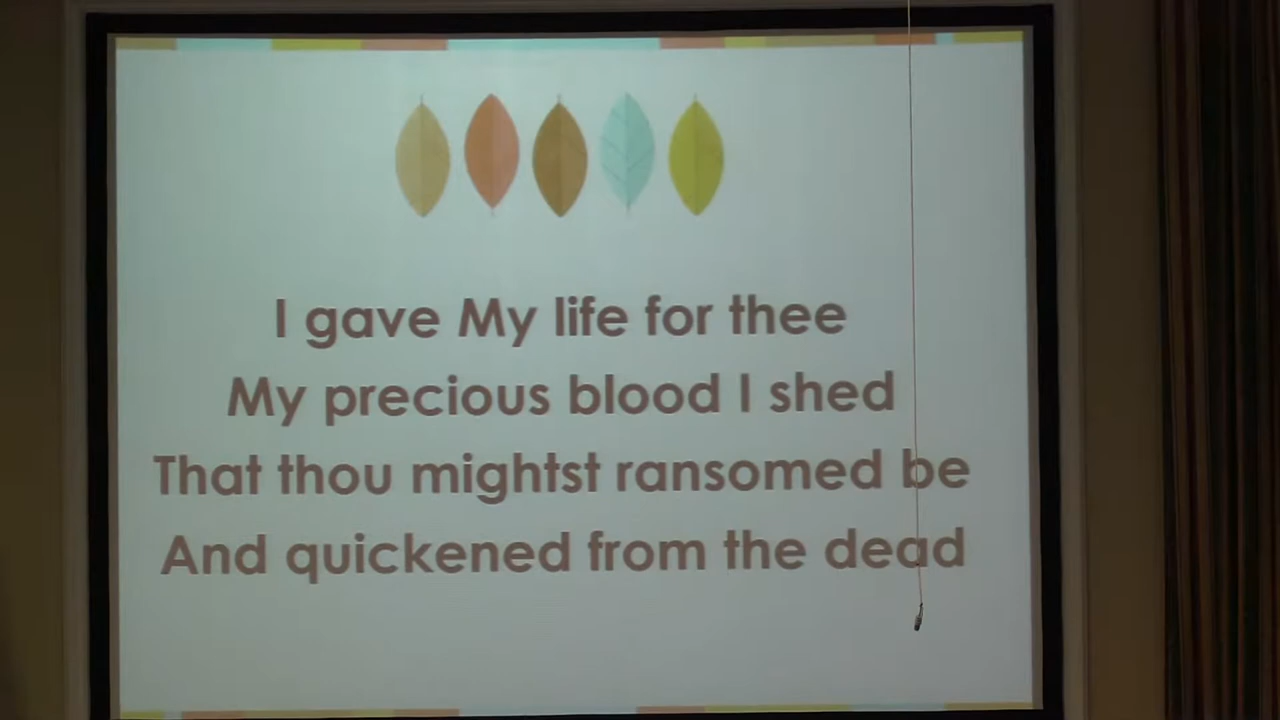 I gave My life for thee
My precious blood I shed
That thou mightst ransomed be
And quickened from the dead